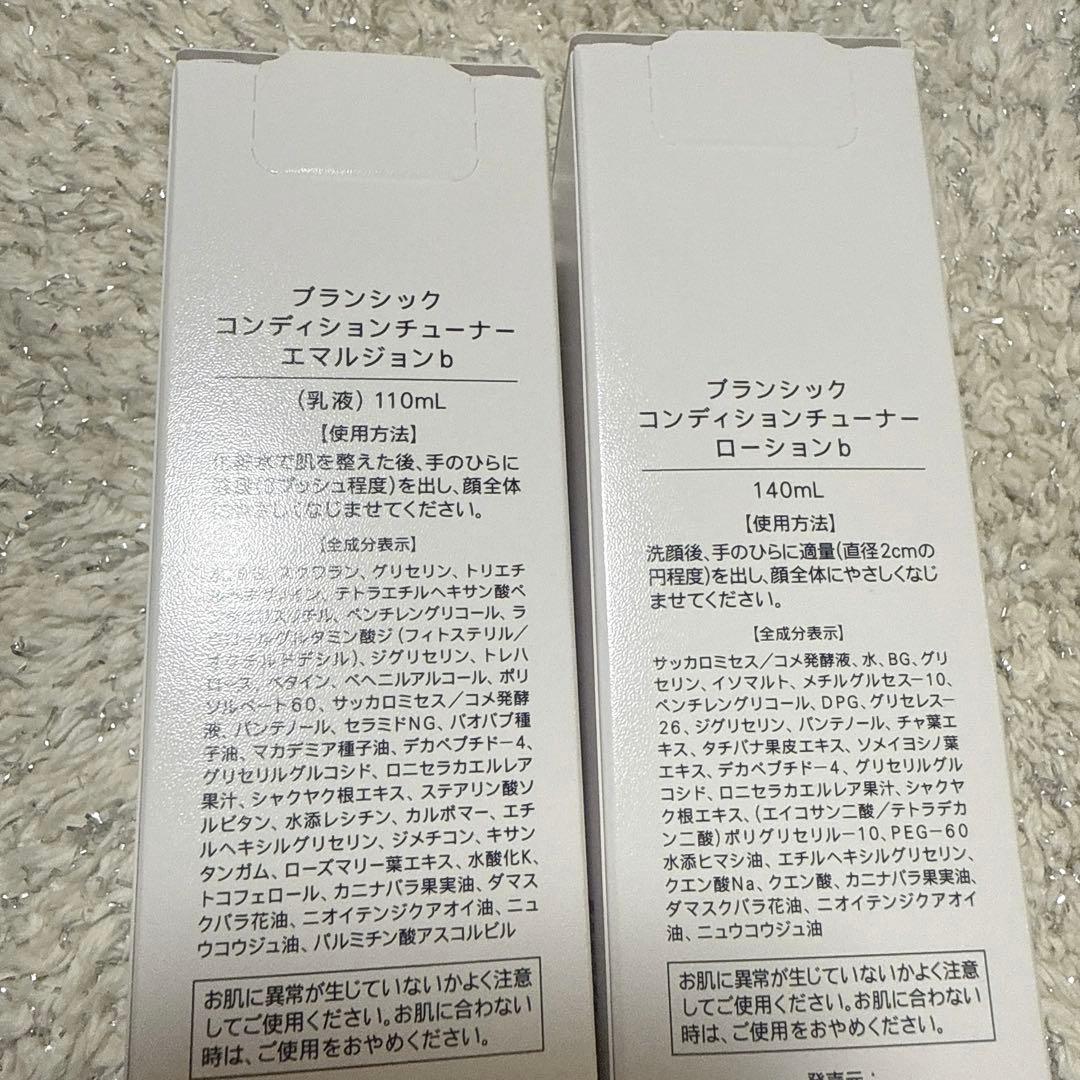 ブランシック
コンディションチューナー
エマルジョンb
(乳液) 110mL
【使用方法】
化粧水で肌を整えた後、手のひらに
プッシュ程度)を出し、顔全体
なじませてください。
【全成分表示】
スクワラン、グリセリン、トリエチ
テトラエチルヘキサン酸ペ
ペンチレングリコール、ラ
グルタミン酸ジ(フィトステリル/
デシル)、ジグリセリン、トレハ
ロース、ベタイン、ベヘニルアルコール、ポリ
ソルベート60、サッカロミセス/コメ発酵
液、パンテノール、セラミドNG、バオバブ種
子油、マカデミア種子油、デカペプチド-4、
グリセリルグルコシド、ロニセラカエルレア
果汁、シャクヤク根エキス、ステアリン酸ソ
ルビタン、水添レシチン、カルボマー、エチ
ルヘキシルグリセリン、ジメチコン、キサン
タンガム、ローズマリー葉エキス、水酸化K、
トコフェロール、カニナバラ果実油、ダマス
クバラ花油、ニオイテンジクアオイ油、ニュ
ウコウジュ油、パルミチン酸アスコルビル
お肌に異常が生じていないかよく注意
してご使用ください。お肌に合わない
時は、ご使用をおやめください。
ブランシック
コンディションチューナー
ローションb
140mL
【使用方法】
洗顔後、手のひらに適量(直径2cmの
円程度)を出し、顔全体にやさしくなじ
ませてください。
【全成分表示】
サッカロミセス/コメ発酵液、水、BG、グリ
セリン、イソマルト、メチルグルセス-10、
ペンチレングリコール、DPG、グリセレス-
26、ジグリセリン、パンテノール、チャ葉エ
キス、タチバナ果皮エキス、ソメイヨシノ葉
エキス、デカペプチド-4、グリセリルグル
コシド、ロニセラカエルレア果汁、シャクヤ
ク根エキス、(エイコサン二酸/テトラデカ
ン二酸)ポリグリセリル-10、PEG-60
水添ヒマシ油、エチルヘキシルグリセリン、
クエン酸Na、クエン酸、カニナバラ果実油、
ダマスクバラ花油、ニオイテンジクアオイ
油、ニュウコウジュ油
お肌に異常が生じていないかよく注意
してご使用ください。お肌に合わない
時は、ご使用をおやめください。